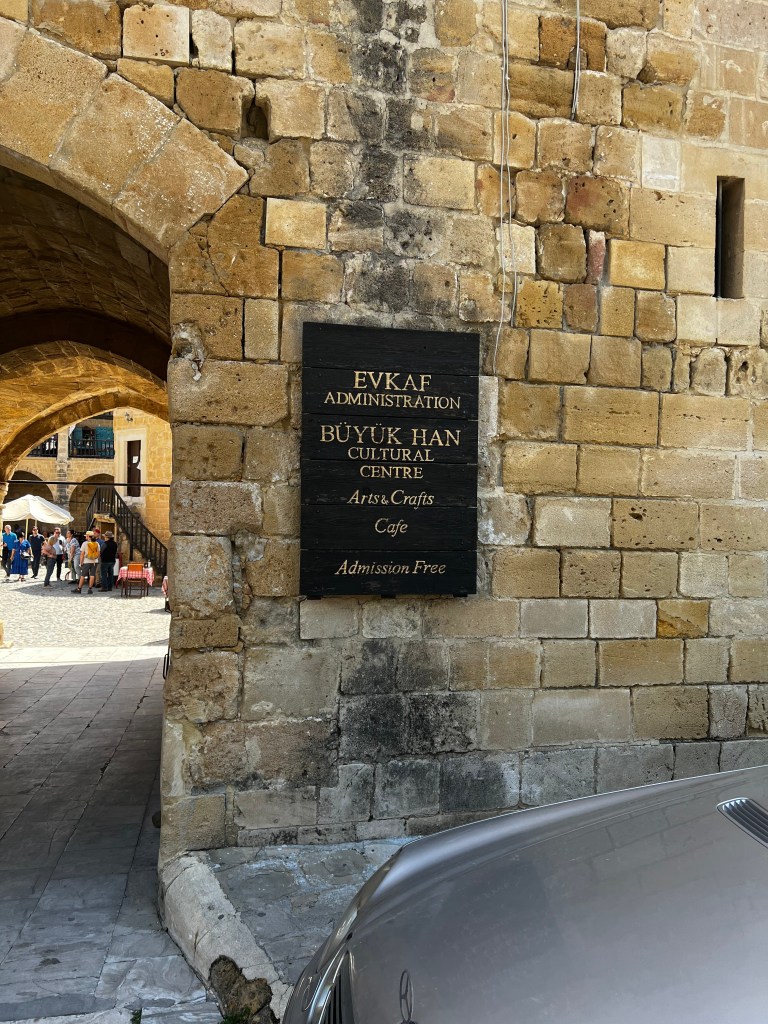 EVKAF
ADMINISTRATION
BÜYÜK HAN
CULTURAL
CENTRE
Arts & Crafts
Cafe
Admission Free